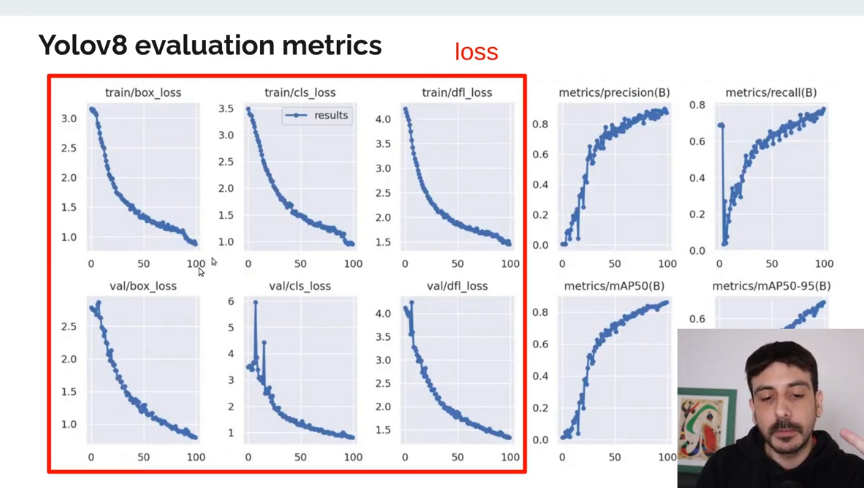 Yolov8 evaluation metrics
loss
train/box_loss
train/cls_loss
train/dfl_loss
metrics/precision(B)
metrics/recall(B)
3.0
2.5
2.0
1.5
1.0
0 50 100
3.5
3.0
2.5
2.0
1.5
1.0
results
0 50 100
4.0
3.5
3.0
2.5
2.0
1.5
0 50 100
0.8
0.6
0.4
0.2
0.0
0 50 100
0.8
0.6
0.4
0.2
0.0
0 50 100
val/box_loss
val/cls_loss
val/dfl_loss
metrics/mAP50(B)
metrics/mAP50-95(B)
2.5
2.0
1.5
1.0
0 50 100
6
5
4
3
2
1
0 50 100
4.0
3.5
3.0
2.5
2.0
1.5
0 50 100
0.8
0.6
0.4
0.2
0.0
0 50
0.6